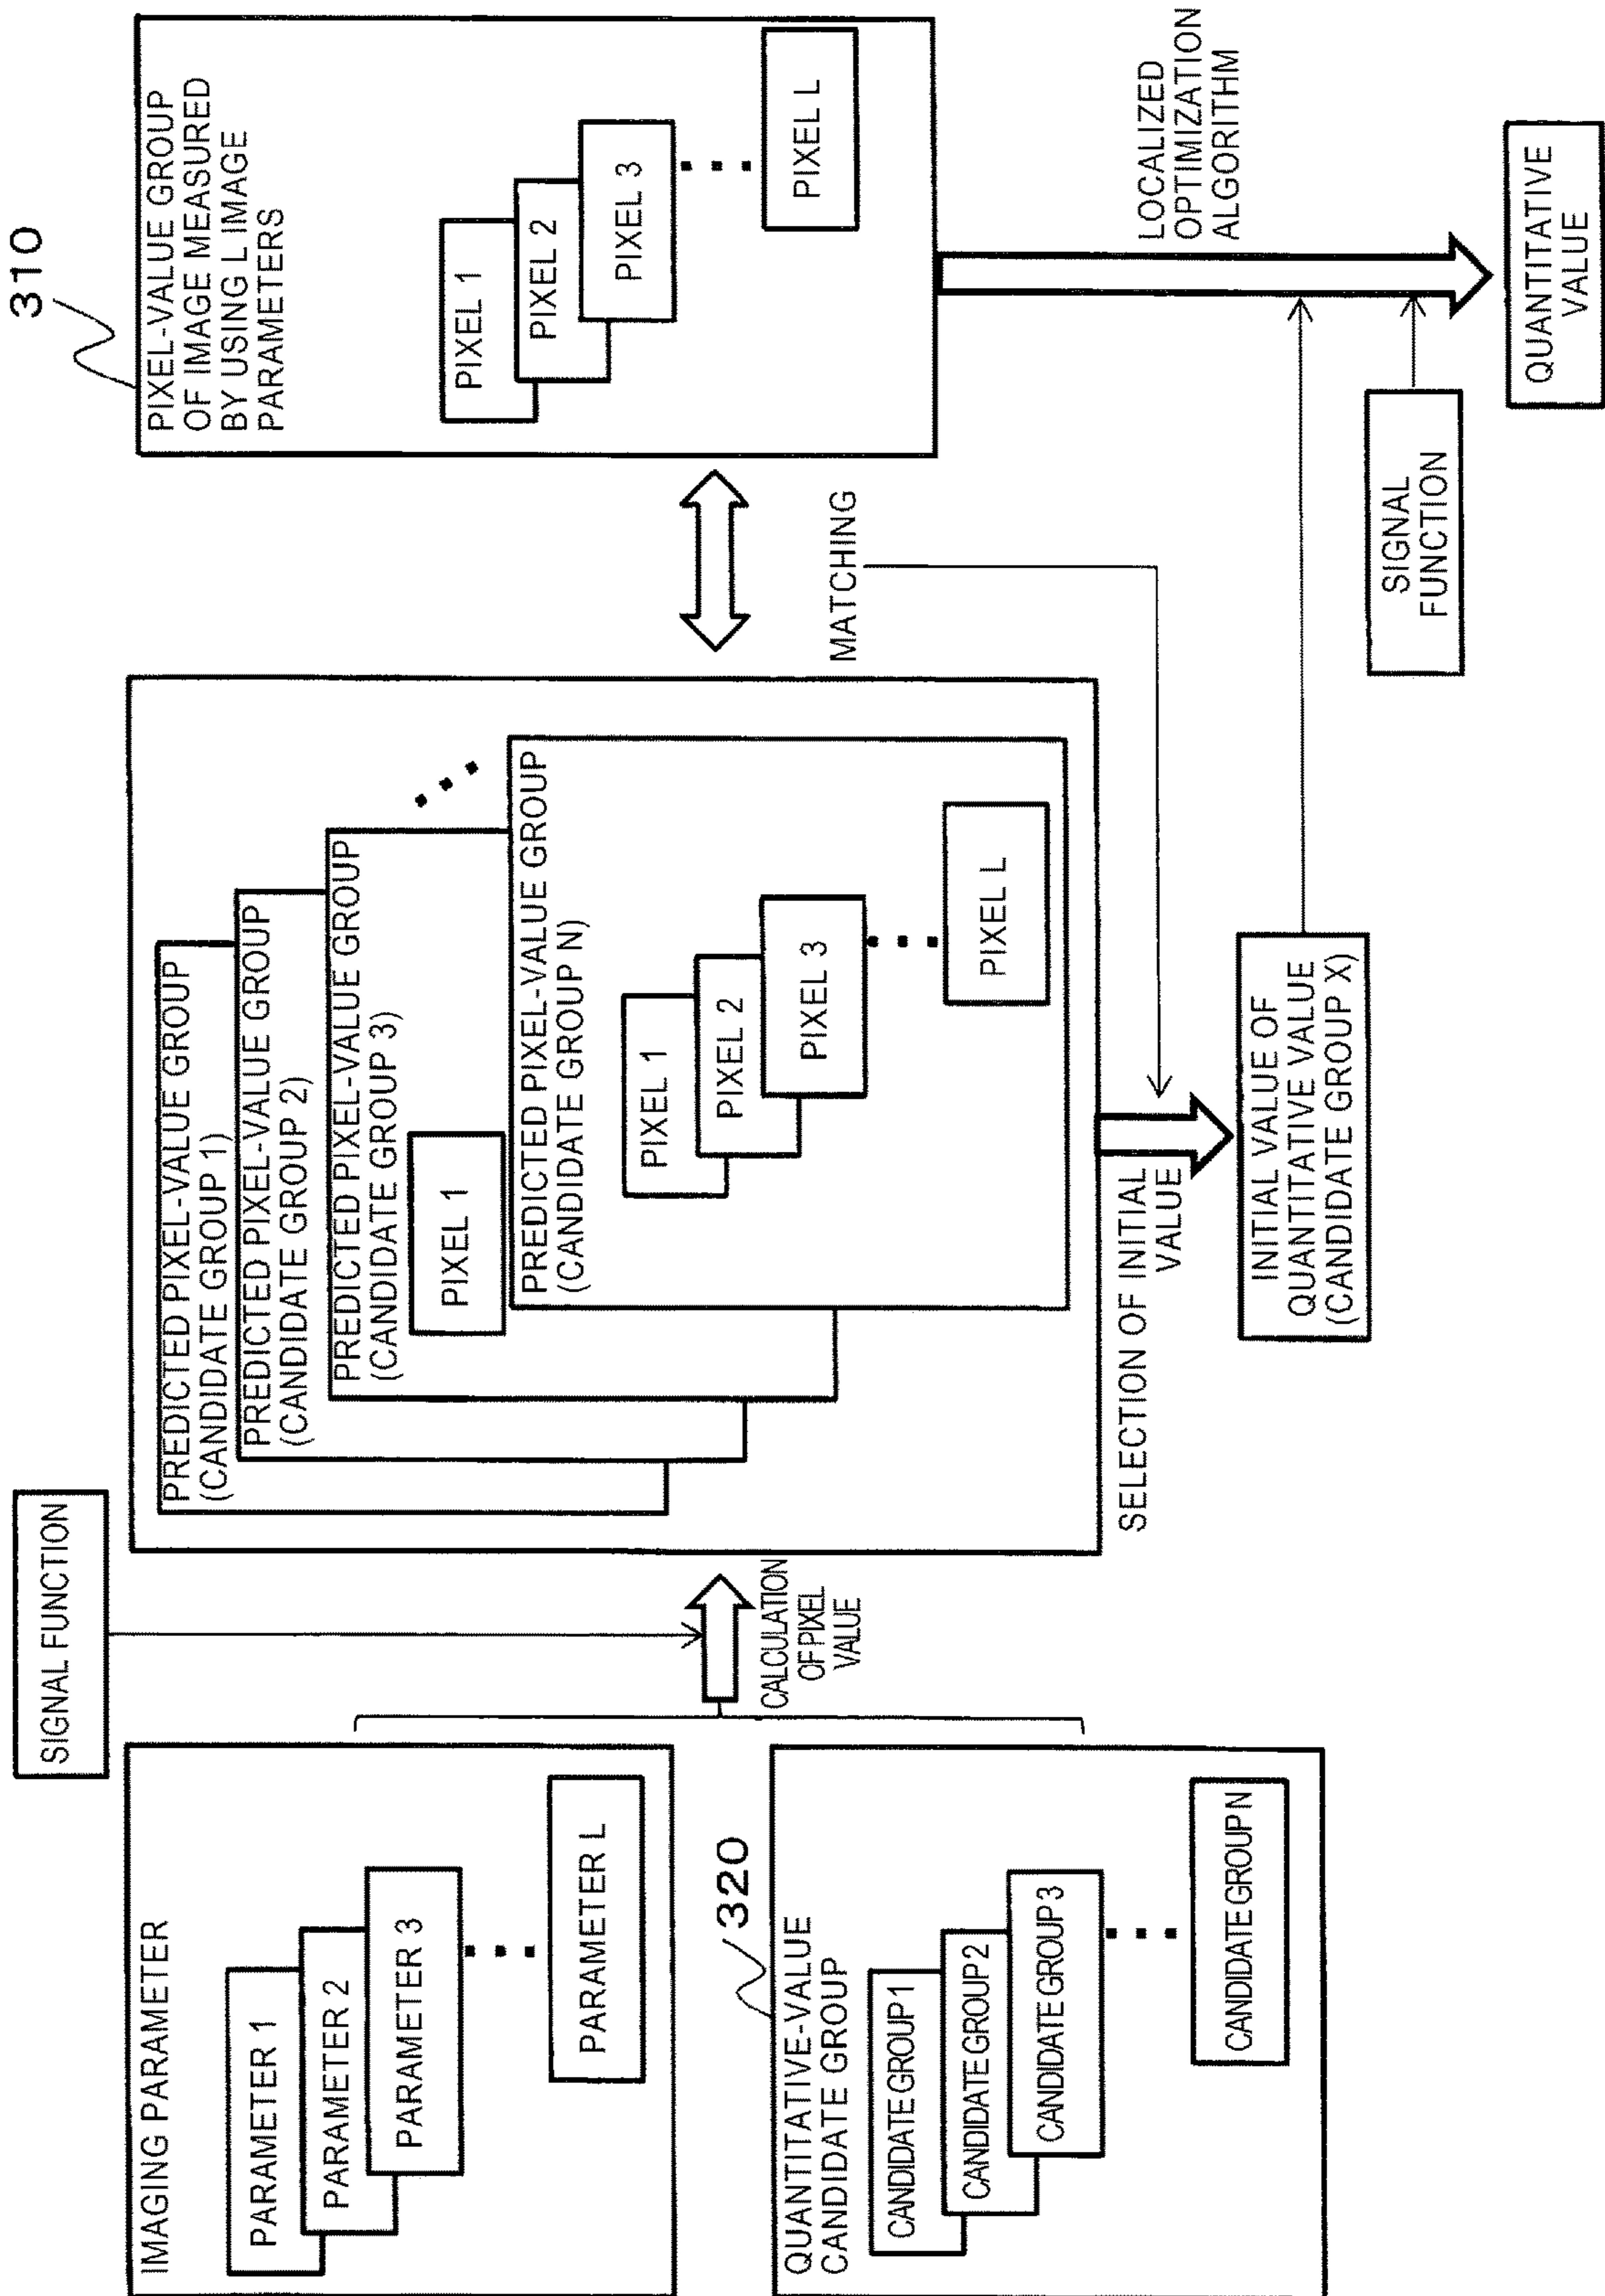 SIGNAL FUNCTION
IMAGING PARAMETER
PARAMETER 1
PARAMETER 2
PARAMETER 3
PARAMETER L
320
QUANTITATIVE-VALUE
CANDIDATE GROUP
CANDIDATE GROUP 1
CANDIDATE GROUP 2
CANDIDATE GROUP 3
CANDIDATE GROUP N
CALCULATION
OF PIXEL
VALUE
PREDICTED PIXEL-VALUE GROUP
(CANDIDATE GROUP 1)
PREDICTED PIXEL-VALUE GROUP
(CANDIDATE GROUP 2)
PREDICTED PIXEL-VALUE GROUP
(CANDIDATE GROUP 3)
PIXEL 1
PREDICTED PIXEL-VALUE GROUP
(CANDIDATE GROUP N)
PIXEL 1
PIXEL 2
PIXEL 3
PIXEL L
SELECTION OF INITIAL
VALUE
INITIAL VALUE OF
QUANTITATIVE VALUE
(CANDIDATE GROUP X)
MATCHING
310
PIXEL-VALUE GROUP
OF IMAGE MEASURED
BY USING L IMAGE
PARAMETERS
PIXEL 1
PIXEL 2
PIXEL 3
PIXEL L
LOCALIZED
OPTIMIZATION
ALGORITHM
SIGNAL
FUNCTION
QUANTITATIVE
VALUE